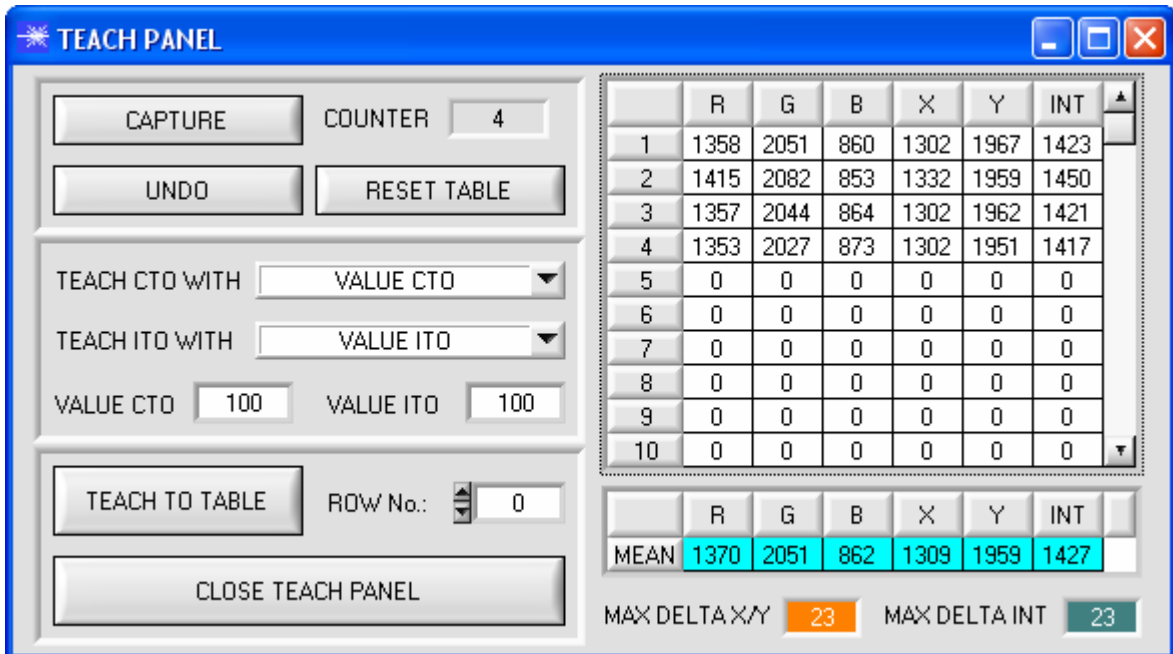 TEACH PANEL
CAPTURE COUNTER 4
UNDO RESET TABLE
TEACH CTO WITH VALUE CTO
TEACH ITO WITH VALUE ITO
VALUE CTO 100 VALUE ITO 100
TEACH TO TABLE ROW No.: 0
CLOSE TEACH PANEL
R G B X Y INT
1 1358 2051 860 1302 1967 1423
2 1415 2082 853 1332 1959 1450
3 1357 2044 864 1302 1962 1421
4 1353 2027 873 1302 1951 1417
5 0 0 0 0 0 0
6 0 0 0 0 0 0
7 0 0 0 0 0 0
8 0 0 0 0 0 0
9 0 0 0 0 0 0
10 0 0 0 0 0 0
R G B X Y INT
MEAN 1370 2051 862 1309 1959 1427
MAX DELTA X/Y 23 MAX DELTA INT 23